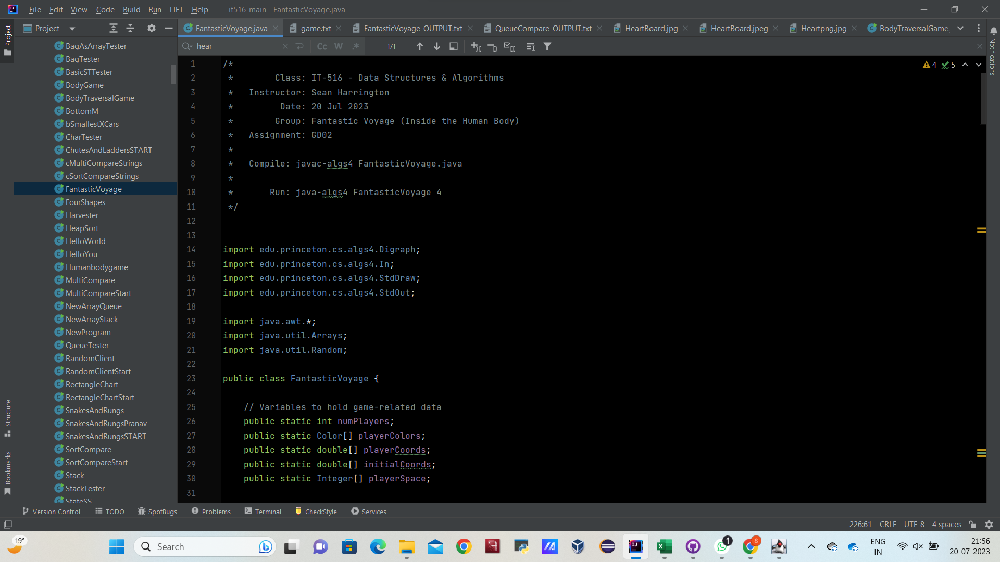 File Edit View Code Build Run LIFT Help it516-main - FantasticVoyage.java
Project
FantasticVoyage.java game.txt FantasticVoyage-OUTPUT.txt QueueCompare-OUTPUT.txt HeartBoard.jpg HeartBoard.jpeg Heartpng.jpg BodyTraversalGame.
hear Cc W .* 1/1
Project
Structure
Bookmarks
BagAsArrayTester
BagTester
BasicSTTester
BodyGame
BodyTraversalGame
BottomM
bSmallestXCars
CharTester
ChutesAndLaddersSTART
cMultiCompareStrings
cSortCompareStrings
FantasticVoyage
FourShapes
Harvester
HeapSort
HelloWorld
HelloYou
Humanbodygame
MultiCompare
MultiCompareStart
NewArrayQueue
NewArrayStack
NewProgram
QueueTester
RandomClient
RandomClientStart
RectangleChart
RectangleChartStart
SnakesAndRungs
SnakesAndRungsPranav
SnakesAndRungsSTART
SortCompare
SortCompareStart
Stack
StackTester
StateSS
1 /*
2 * Class: IT-516 - Data Structures & Algorithms
3 * Instructor: Sean Harrington
4 * Date: 20 Jul 2023
5 * Group: Fantastic Voyage (Inside the Human Body)
6 * Assignment: GD02
7 *
8 * Compile: javac-algs4 FantasticVoyage.java
9 *
10 * Run: java-algs4 FantasticVoyage 4
11 */
12
13
14 import edu.princeton.cs.algs4.Digraph;
15 import edu.princeton.cs.algs4.In;
16 import edu.princeton.cs.algs4.StdDraw;
17 import edu.princeton.cs.algs4.StdOut;
18
19 import java.awt.*;
20 import java.util.Arrays;
21 import java.util.Random;
22
23 public class FantasticVoyage {
24
25 // Variables to hold game-related data
26 public static int numPlayers;
27 public static Color[] playerColors;
28 public static double[] playerCoords;
29 public static double[] initialCoords;
30 public static Integer[] playerSpace;
31
4 5
Notifications
Version Control TODO SpotBugs Problems Terminal CheckStyle Services
226:61 CRLF UTF-8 4 spaces
19°
Search
1
S
ENG
IN
21:56
20-07-2023